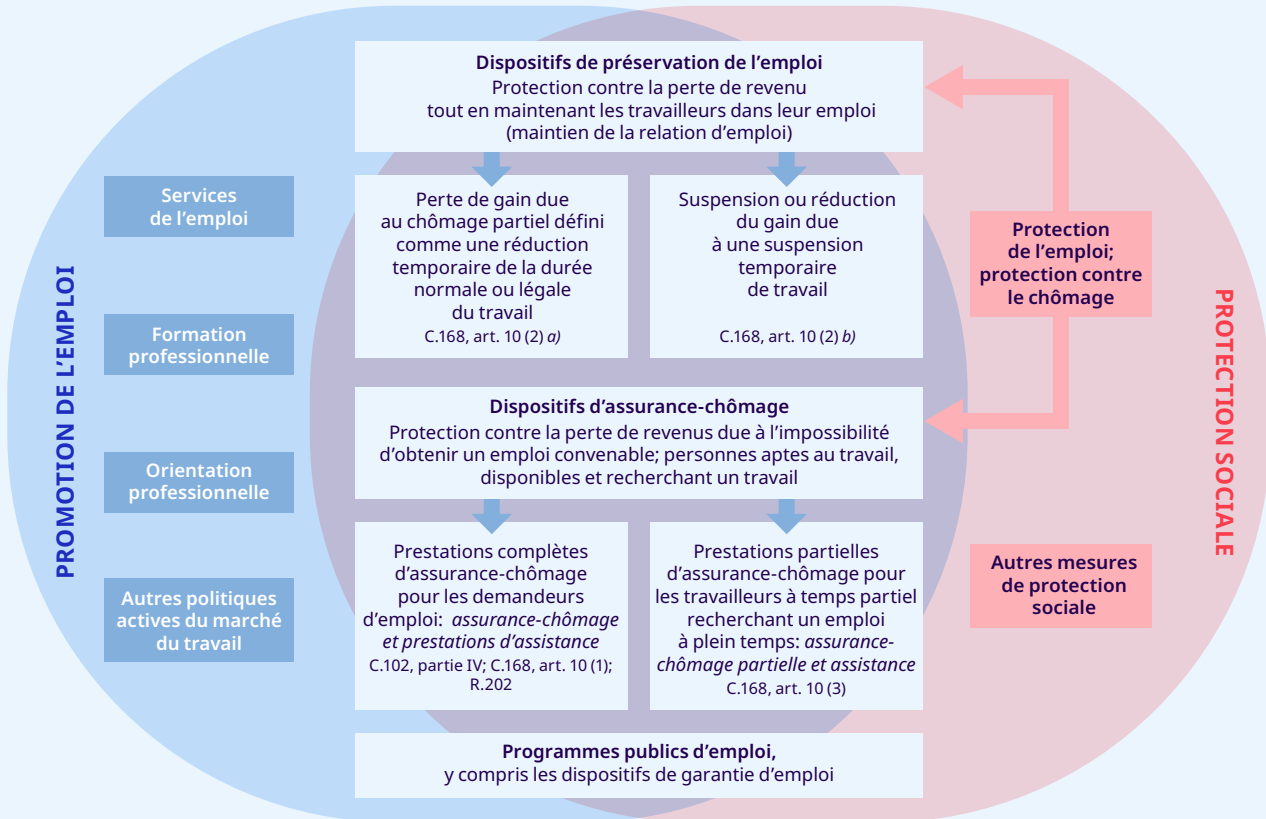 PROMOTION DE L'EMPLOI
Services
de l'emploi
Formation
professionnelle
Orientation
professionnelle
Autres politiques
actives du marché
du travail
Dispositifs de préservation de l'emploi
Protection contre la perte de revenu
tout en maintenant les travailleurs dans leur emploi
(maintien de la relation d'emploi)
Perte de gain due
au chômage partiel défini
comme une réduction
temporaire de la durée
normale ou légale
du travail
C.168, art. 10 (2) a)
Suspension ou réduction
du gain due
à une suspension
temporaire
de travail
C.168, art. 10 (2) b)
Dispositifs d'assurance-chômage
Protection contre la perte de revenus due à l'impossibilité
d'obtenir un emploi convenable; personnes aptes au travail,
disponibles et recherchant un travail
Prestations complètes
d'assurance-chômage
pour les demandeurs
d'emploi: assurance-chômage
et prestations d'assistance
C.102, partie IV; C.168, art. 10 (1);
R.202
Prestations partielles
d'assurance-chômage pour
les travailleurs à temps partiel
recherchant un emploi
à plein temps: assurance-
chômage partielle et assistance
C.168, art. 10 (3)
Programmes publics d'emploi,
y compris les dispositifs de garantie d'emploi
Protection
de l'emploi;
protection contre
le chômage
Autres mesures
de protection
sociale
PROTECTION SOCIALE